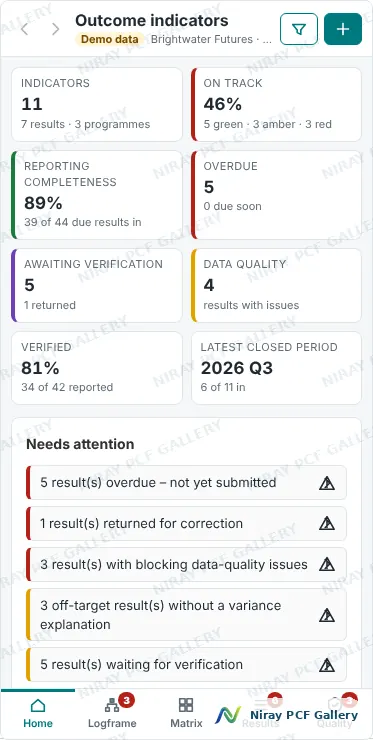 Outcome indicators
Demo data Brightwater Futures · ...
INDICATORS
11
7 results · 3 programmes
ON TRACK
46%
5 green · 3 amber · 3 red
REPORTING
COMPLETENESS
89%
39 of 44 due results in
OVERDUE
5
0 due soon
AWAITING VERIFICATION
5
1 returned
DATA QUALITY
4
results with issues
VERIFIED
81%
34 of 42 reported
LATEST CLOSED PERIOD
2026 Q3
6 of 11 in
Needs attention
5 result(s) overdue – not yet submitted
1 result(s) returned for correction
3 result(s) with blocking data-quality issues
3 off-target result(s) without a variance
explanation
5 result(s) waiting for verification
3
Home
Logframe
Matrix
Results
Quality
Niray PCF Gallery
NIRAY PCF GALLERY